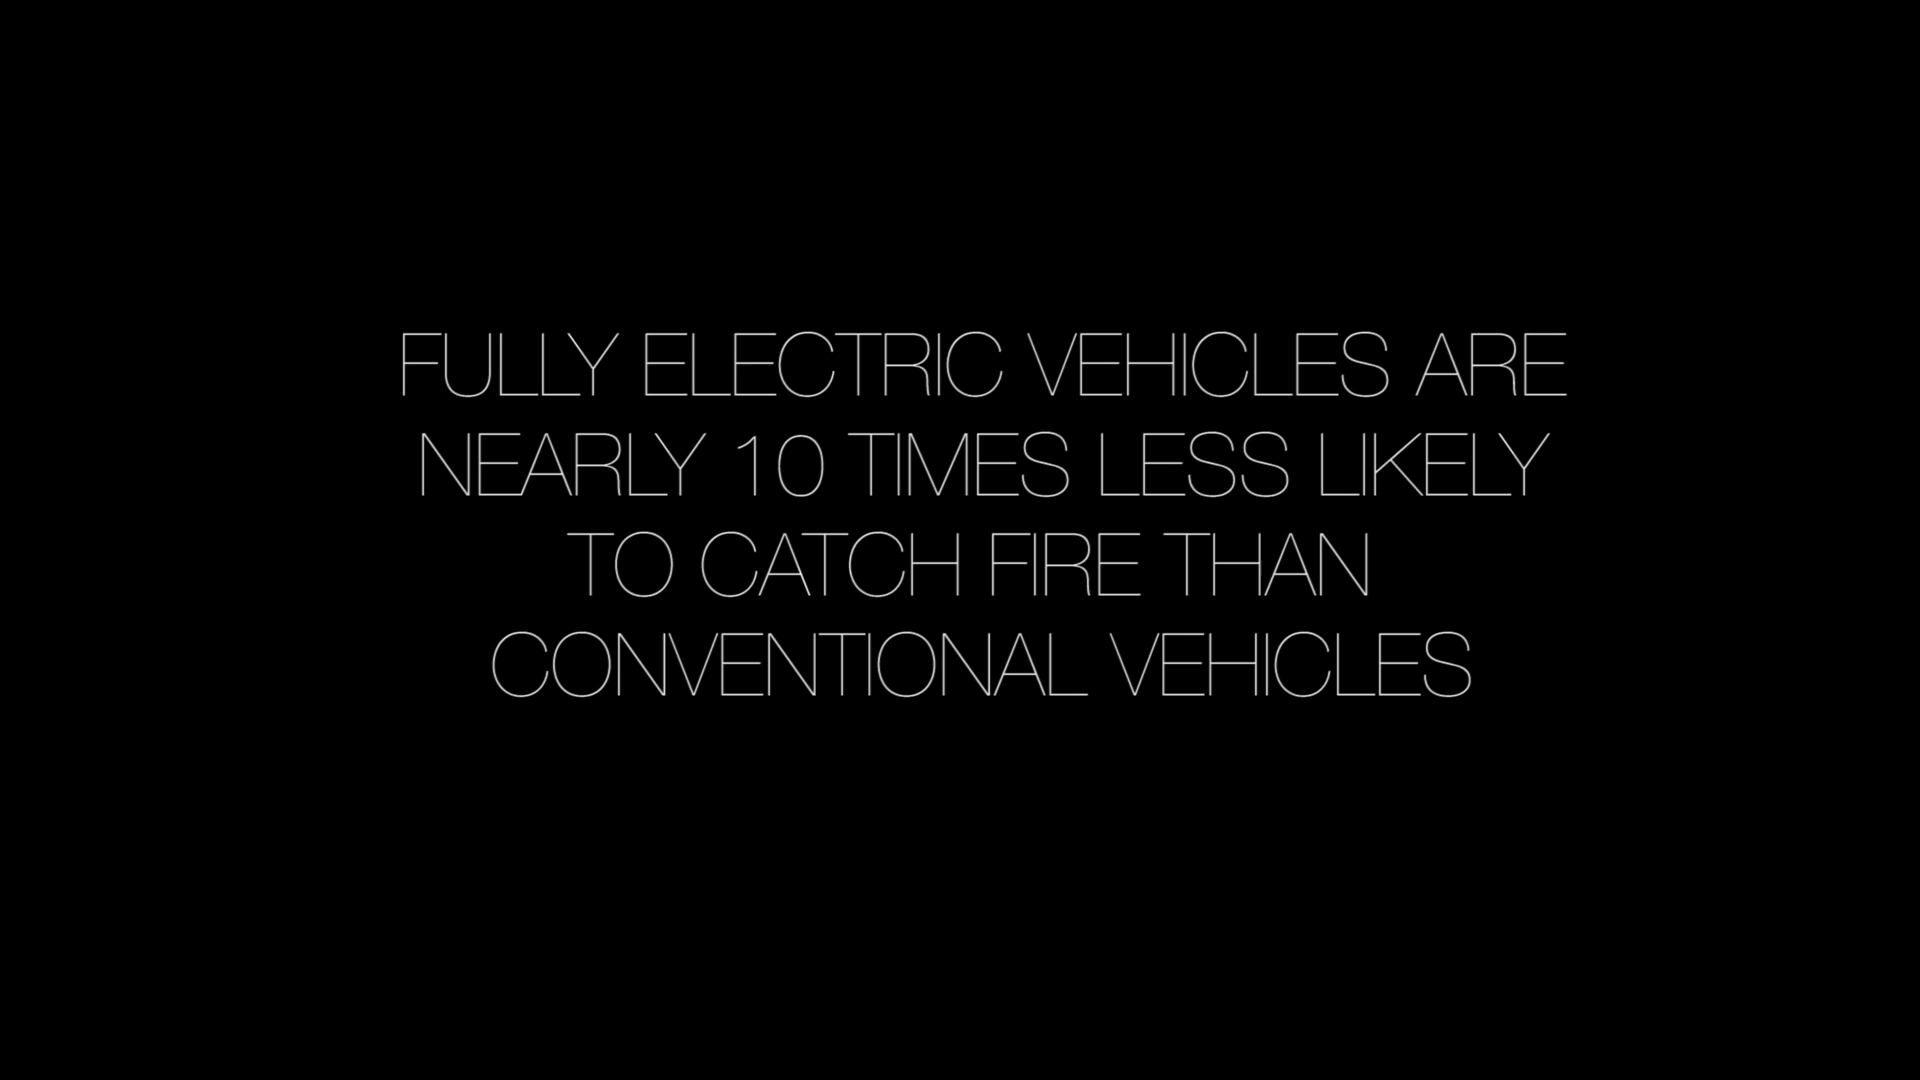 FULLY ELECTRIC VEHICLES ARE
NEARLY 10 TIMES LESS LIKELY
TO CATCH FIRE THAN
CONVENTIONAL VEHICLES